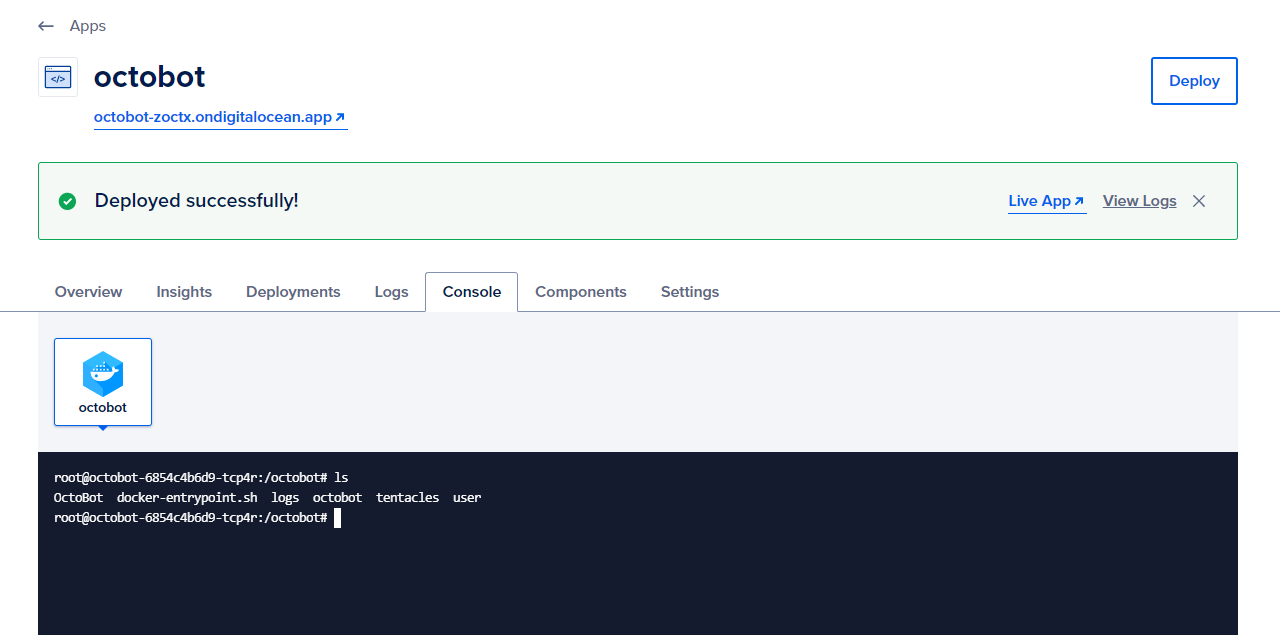 ← Apps
</>
octobot
Deploy
octobot-zoctx.ondigitalocean.app
Deployed successfully!
Live App View Logs
Overview Insights Deployments Logs Console Components Settings
octobot
root@octobot-6854c4b6d9-tcp4r:/octobot# ls
OctoBot docker-entrypoint.sh logs octobot tentacles user
root@octobot-6854c4b6d9-tcp4r:/octobot#